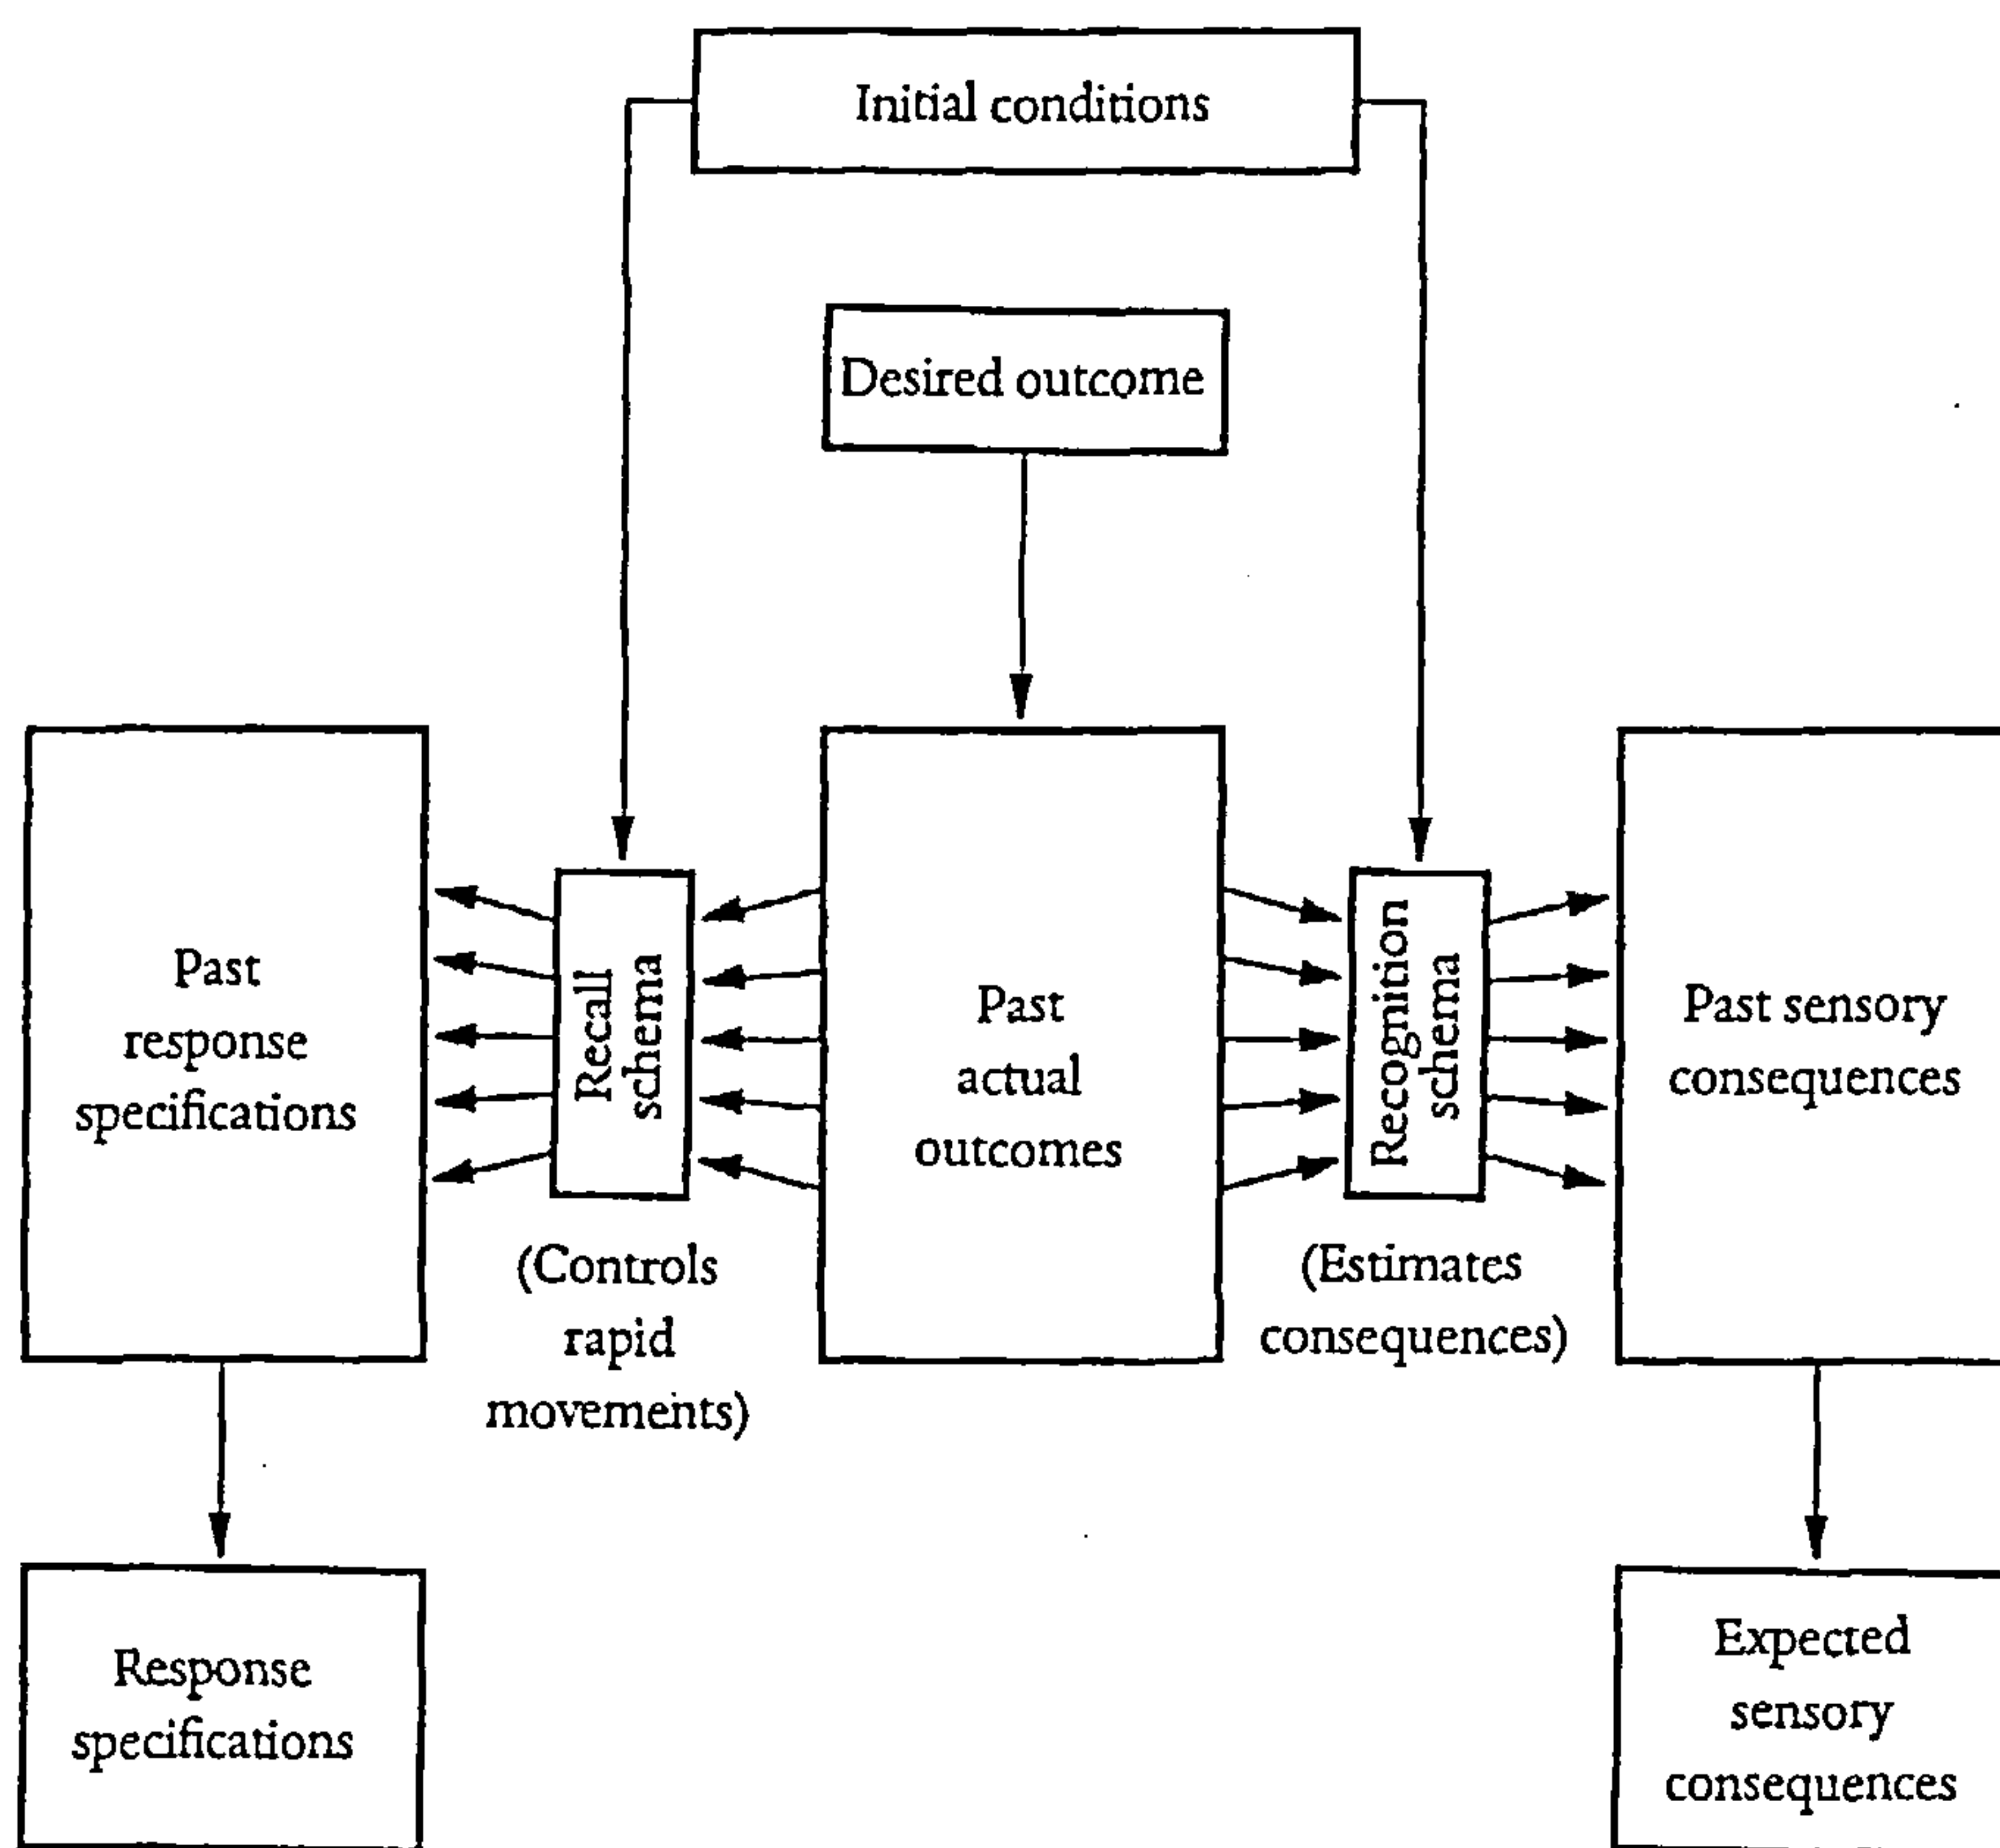 Initial conditions
Desired outcome
Past
response
specifications
Recall
schema
Past
actual
outcomes
Recognition
schema
Past sensory
consequences
(Controls
rapid
movements)
(Estimates
consequences)
Response
specifications
Expected
sensory
consequences